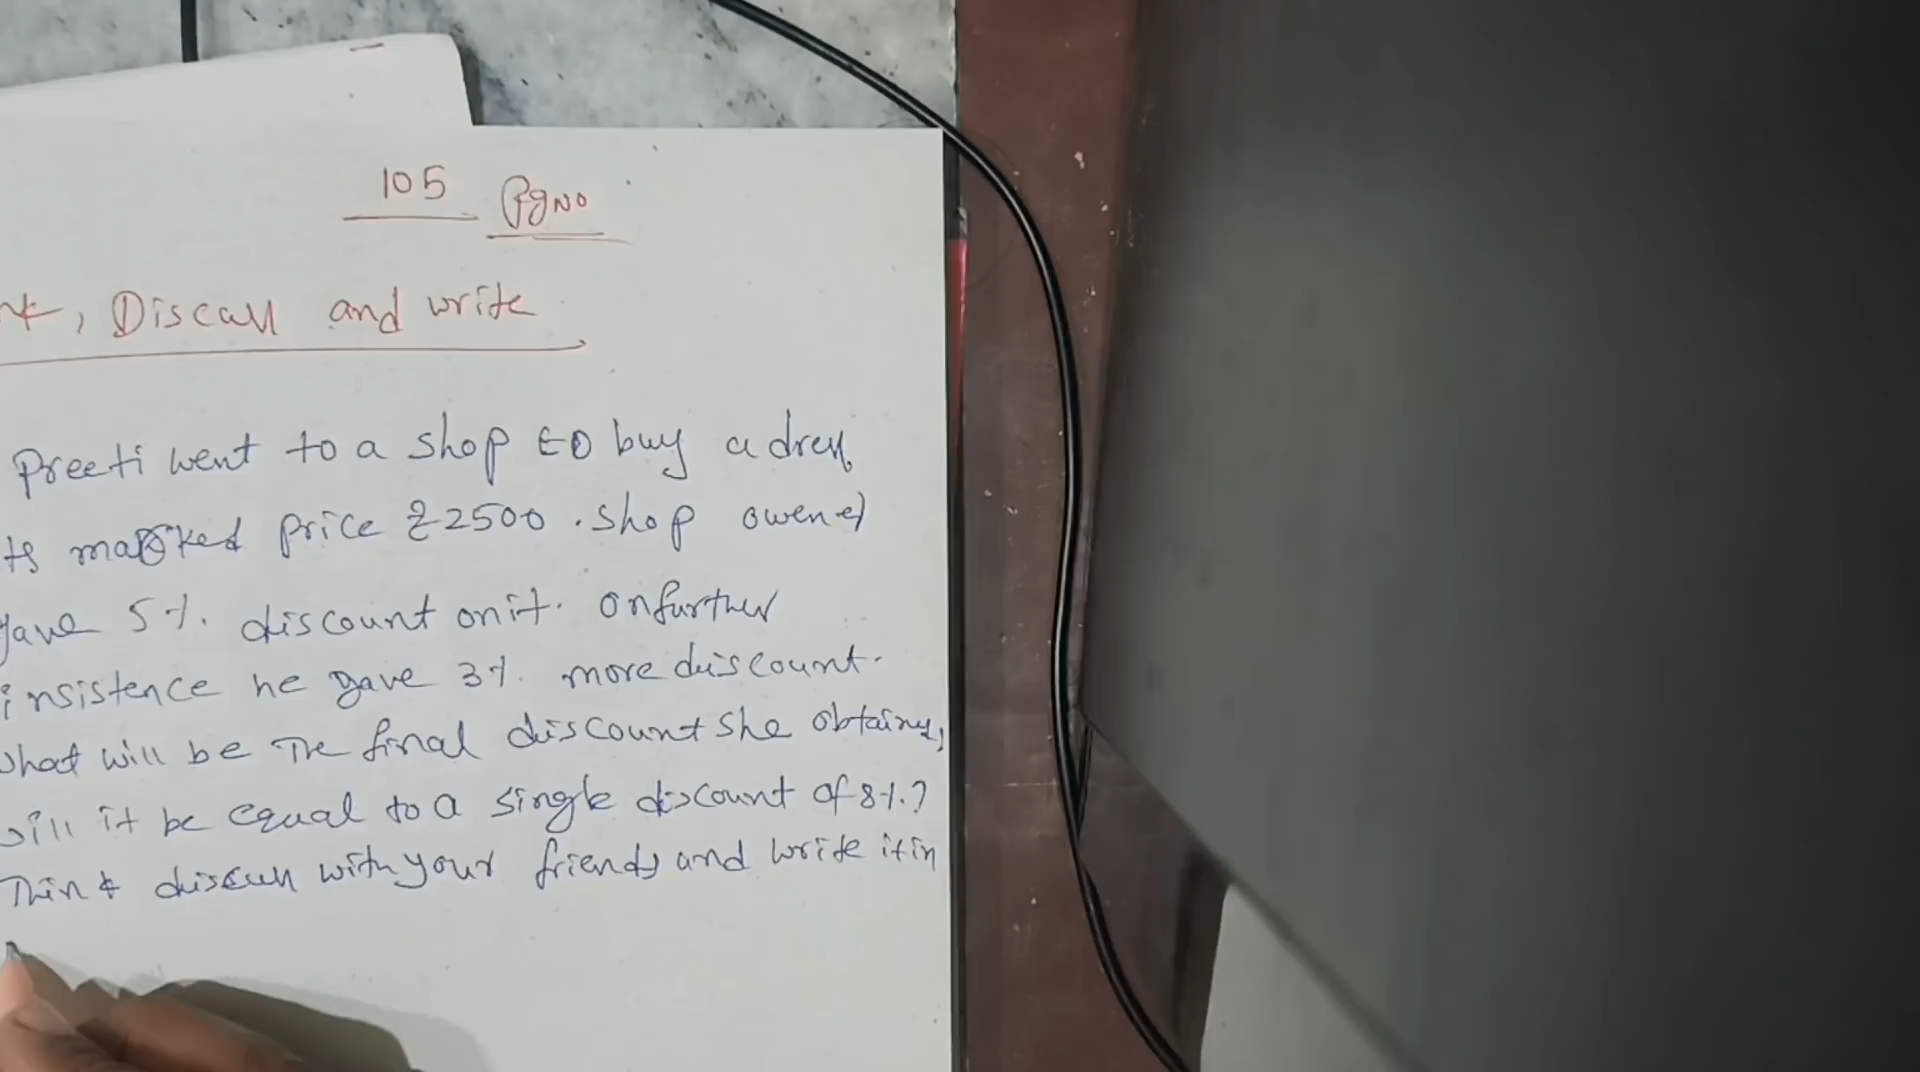 105 Pg No
, Discuss and write
Preeti went to a shop to buy a dress
marked price ₹2500. shop owener
gave 5%. discount on it. on further
insistence he gave 3%. more discount.
what will be The final discount she obtains,
will it be equal to a single discount of 8%.?
Think discuss with your friends and write it in